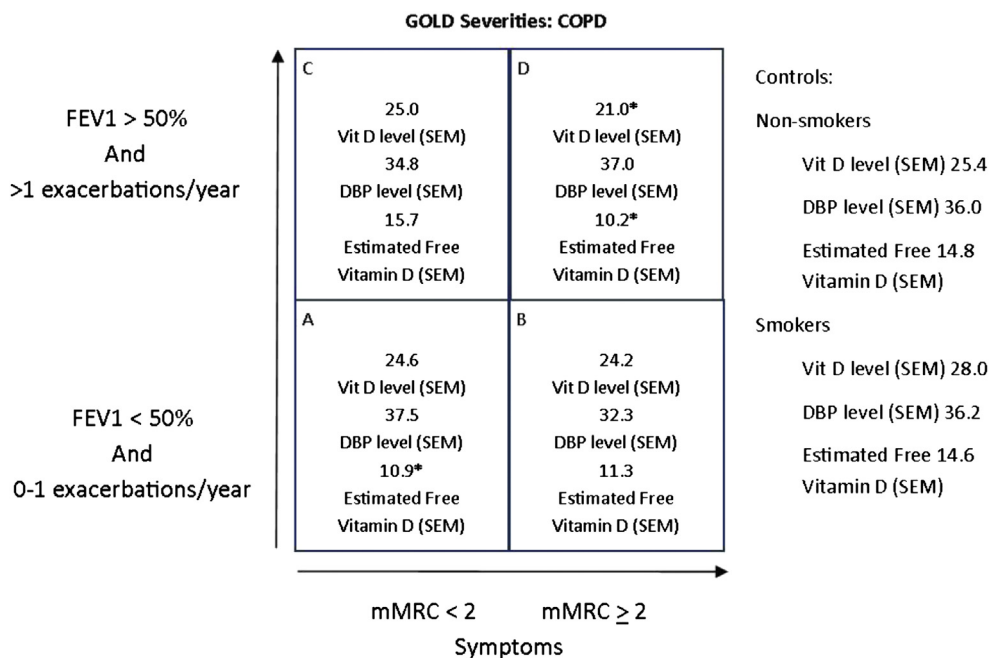 GOLD Severities: COPD
FEV1 > 50%
And
>1 exacerbations/year
C
25.0
Vit D level (SEM)
34.8
DBP level (SEM)
15.7
Estimated Free
Vitamin D (SEM)
D
21.0*
Vit D level (SEM)
37.0
DBP level (SEM)
10.2*
Estimated Free
Vitamin D (SEM)
FEV1 < 50%
And
0-1 exacerbations/year
A
24.6
Vit D level (SEM)
37.5
DBP level (SEM)
10.9*
Estimated Free
Vitamin D (SEM)
B
24.2
Vit D level (SEM)
32.3
DBP level (SEM)
11.3
Estimated Free
Vitamin D (SEM)
mMRC < 2
mMRC ≥ 2
Symptoms
Controls:
Non-smokers
Vit D level (SEM) 25.4
DBP level (SEM) 36.0
Estimated Free 14.8
Vitamin D (SEM)
Smokers
Vit D level (SEM) 28.0
DBP level (SEM) 36.2
Estimated Free 14.6
Vitamin D (SEM)